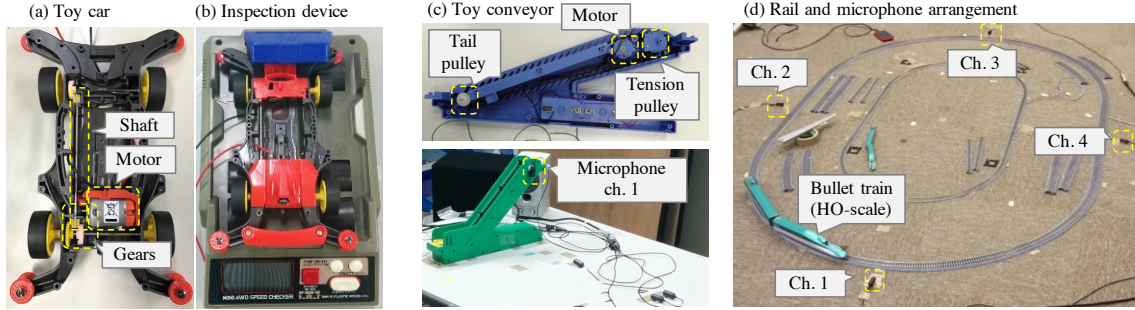 (a) Toy car
(b) Inspection device
(c) Toy conveyor
(d) Rail and microphone arrangement
Shaft
Motor
Gears
MINI 4WD SPEED CHECKER
Tail
pulley
Motor
Tension
pulley
Microphone
ch. 1
Ch. 2
Ch. 3
Ch. 4
Bullet train
(HO-scale)
Ch. 1